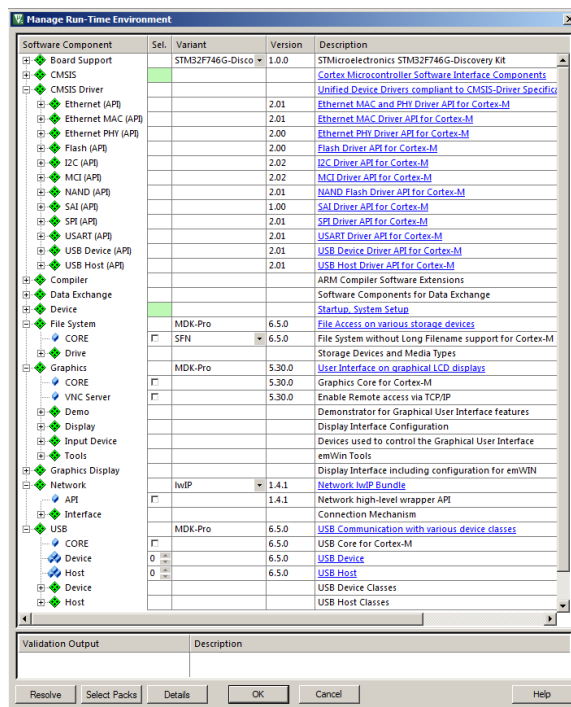 Manage Run-Time Environment
Software Component Sel. Variant Version Description
Board Support STM32F746G-Disco 1.0.0 STMicroelectronics STM32F746G-Discovery Kit
CMSIS Cortex Microcontroller Software Interface Components
CMSIS Driver Unified Device Drivers compliant to CMSIS-Driver Specifica
Ethernet (API) 2.01 Ethernet MAC and PHY Driver API for Cortex-M
Ethernet MAC (API) 2.01 Ethernet MAC Driver API for Cortex-M
Ethernet PHY (API) 2.00 Ethernet PHY Driver API for Cortex-M
Flash (API) 2.00 Flash Driver API for Cortex-M
I2C (API) 2.02 I2C Driver API for Cortex-M
MCI (API) 2.02 MCI Driver API for Cortex-M
NAND (API) 2.01 NAND Flash Driver API for Cortex-M
SAI (API) 1.00 SAI Driver API for Cortex-M
SPI (API) 2.01 SPI Driver API for Cortex-M
USART (API) 2.01 USART Driver API for Cortex-M
USB Device (API) 2.01 USB Device Driver API for Cortex-M
USB Host (API) 2.01 USB Host Driver API for Cortex-M
Compiler ARM Compiler Software Extensions
Data Exchange Software Components for Data Exchange
Device Startup, System Setup
File System MDK-Pro 6.5.0 File Access on various storage devices
CORE SFN 6.5.0 File System without Long Filename support for Cortex-M
Drive Storage Devices and Media Types
Graphics MDK-Pro 5.30.0 User Interface on graphical LCD displays
CORE 5.30.0 Graphics Core for Cortex-M
VNC Server 5.30.0 Enable Remote access via TCP/IP
Demo Demonstrator for Graphical User Interface features
Display Display Interface Configuration
Input Device Devices used to control the Graphical User Interface
Tools emWin Tools
Graphics Display Display Interface including configuration for emWIN
Network lwIP 1.4.1 Network lwIP Bundle
API 1.4.1 Network high-level wrapper API
Interface Connection Mechanism
USB MDK-Pro 6.5.0 USB Communication with various device classes
CORE 6.5.0 USB Core for Cortex-M
Device 0 6.5.0 USB Device
Host 0 6.5.0 USB Host
Device USB Device Classes
Host USB Host Classes
Validation Output Description
Resolve Select Packs Details OK Cancel Help